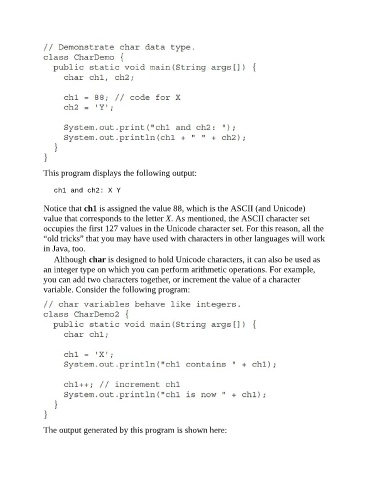 // Demonstrate char data type.
class CharDemo {
  public static void main(String args[]) {
    char ch1, ch2;

    ch1 = 88; // code for X
    ch2 = 'Y';

    System.out.print("ch1 and ch2: ");
    System.out.println(ch1 + " " + ch2);
  }
}
This program displays the following output:
ch1 and ch2: X Y
Notice that ch1 is assigned the value 88, which is the ASCII (and Unicode)
value that corresponds to the letter X. As mentioned, the ASCII character set
occupies the first 127 values in the Unicode character set. For this reason, all the
“old tricks” that you may have used with characters in other languages will work
in Java, too.
Although char is designed to hold Unicode characters, it can also be used as
an integer type on which you can perform arithmetic operations. For example,
you can add two characters together, or increment the value of a character
variable. Consider the following program:
// char variables behave like integers.
class CharDemo2 {
  public static void main(String args[]) {
    char ch1;

    ch1 = 'X';
    System.out.println("ch1 contains " + ch1);

    ch1++; // increment ch1
    System.out.println("ch1 is now " + ch1);
  }
}
The output generated by this program is shown here: